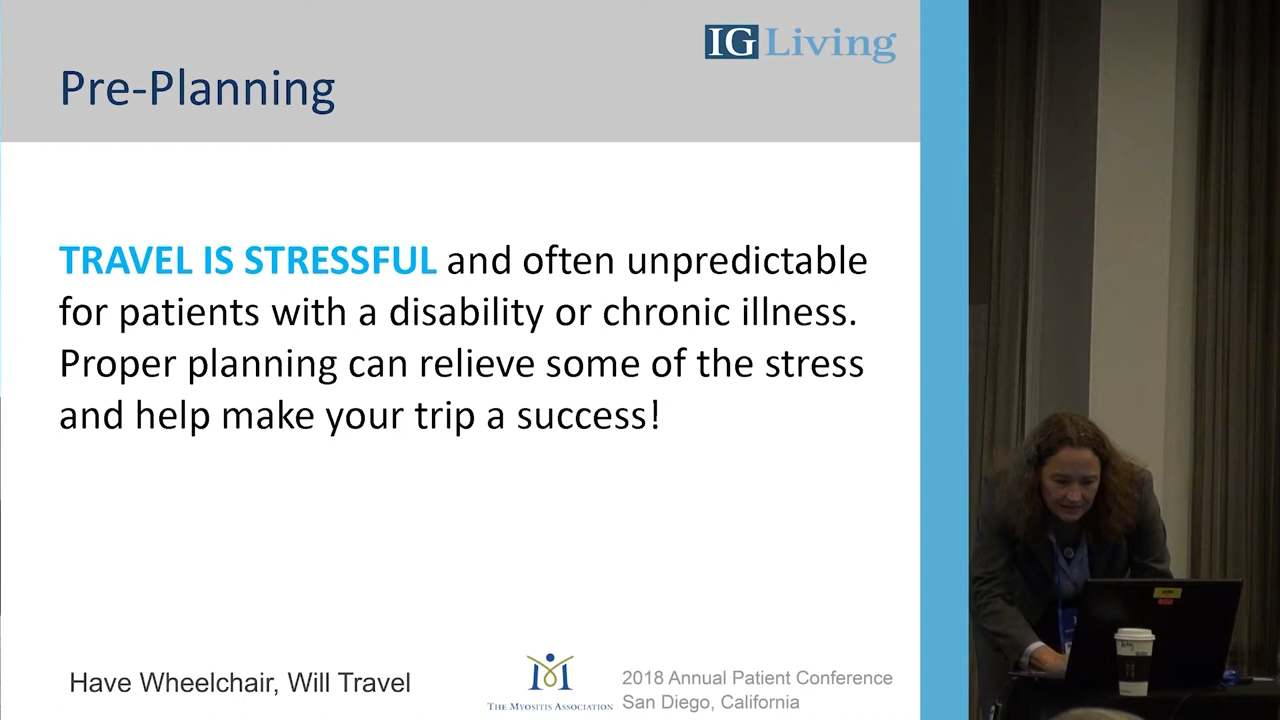 IG Living
Pre-Planning
TRAVEL IS STRESSFUL and often unpredictable
for patients with a disability or chronic illness.
Proper planning can relieve some of the stress
and help make your trip a success!
Have Wheelchair, Will Travel
THE MYOSITIS ASSOCIATION
2018 Annual Patient Conference
San Diego, California